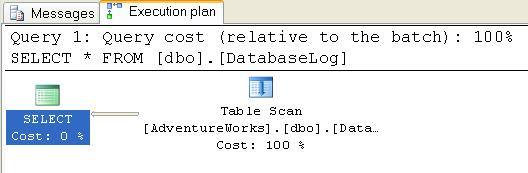 Messages Execution plan
Query 1: Query cost (relative to the batch): 100%
SELECT * FROM [dbo].[DatabaseLog]
SELECT
Cost: 0 %
Table Scan
[AdventureWorks].[dbo].[Data…
Cost: 100 %